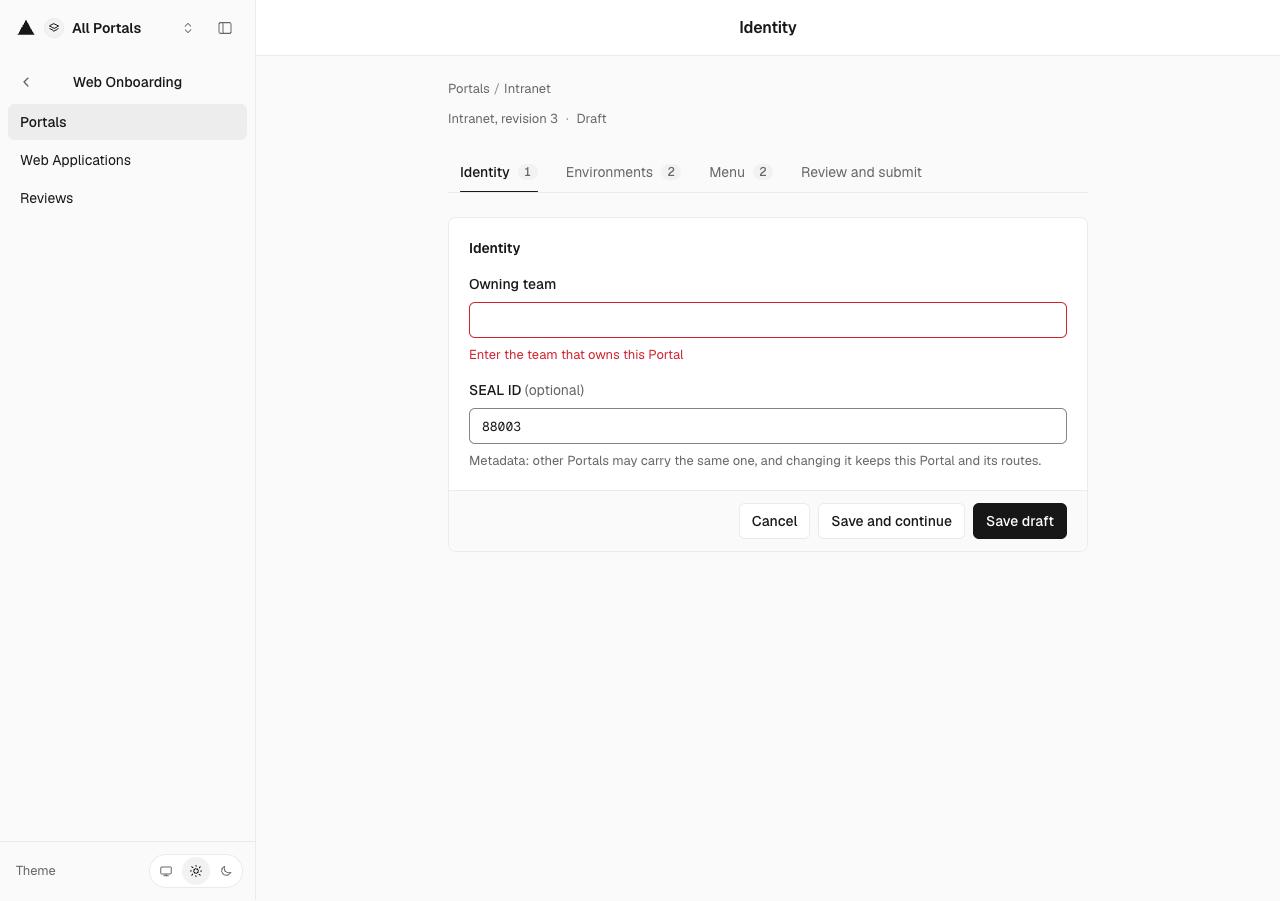 All Portals
Identity
Web Onboarding
Portals
Web Applications
Reviews
Portals / Intranet
Intranet, revision 3 · Draft
Identity 1 Environments 2 Menu 2 Review and submit
Identity
Owning team
Enter the team that owns this Portal
SEAL ID (optional)
88003
Metadata: other Portals may carry the same one, and changing it keeps this Portal and its routes.
Cancel Save and continue Save draft
Theme